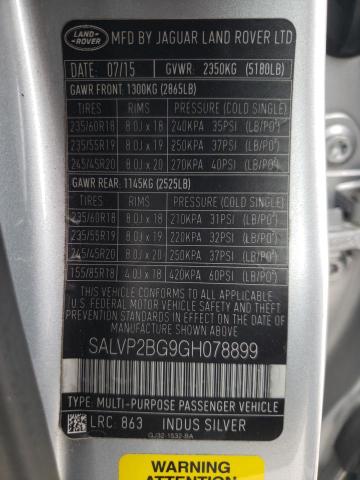 LAND-
ROVER
MFD BY JAGUAR LAND ROVER LTD
DATE: 07/15 GVWR: 2350KG (5180LB)
GAWR FRONT: 1300KG (2865LB)
TIRES RIMS PRESSURE (COLD SINGLE)
235/60R18 8.0J x 18 240KPA 35PSI (LB/PO²)
235/55R19 8.0J x 19 250KPA 37PSI (LB/PO²)
245/45R20 8.0J x 20 270KPA 40PSI (LB/PO²)
GAWR REAR: 1145KG (2525LB)
TIRES RIMS PRESSURE (COLD SINGLE)
235/60R18 8.0J x 18 210KPA 31PSI (LB/PO²)
235/55R19 8.0J x 19 220KPA 32PSI (LB/PO²)
245/45R20 8.0J x 20 250KPA 37PSI (LB/PO²)
155/85R18 4.0J x 18 420KPA 60PSI (LB/PO²)
THIS VEHICLE CONFORMS TO ALL APPLICABLE
FEDERAL MOTOR VEHICLE SAFETY, BUMPER, AND
THEFT PREVENTION STANDARDS IN EFFECT ON THE
DATE OF MANUFACTURE SHOWN ABOVE.
SALVP2BG9GH078899
TYPE: MULTI-PURPOSE PASSENGER VEHICLE
LRC: 863 INDUS SILVER
GJ32-1532-BA
WARNING
ATTENTION